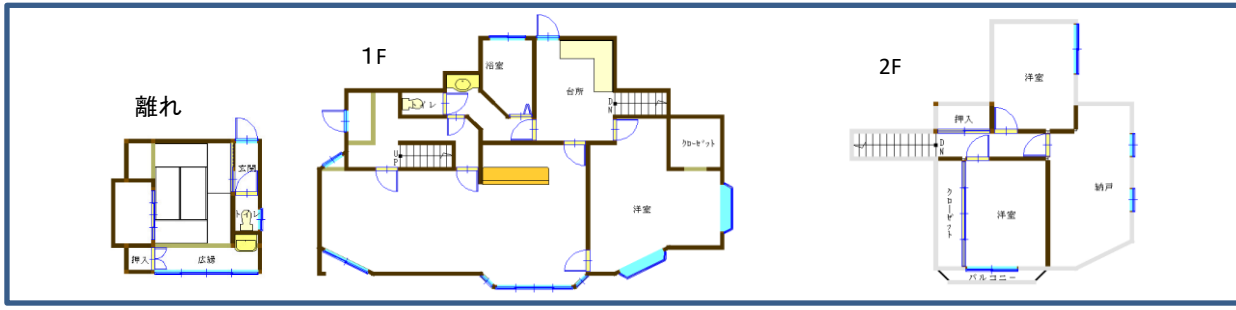 離れ
玄関
トイレ
押入
広縁
1F
浴室
トイレ
台所
DN
UP
クローゼット
洋室
2F
洋室
押入
DN
クローゼット
洋室
納戸
バルコニー